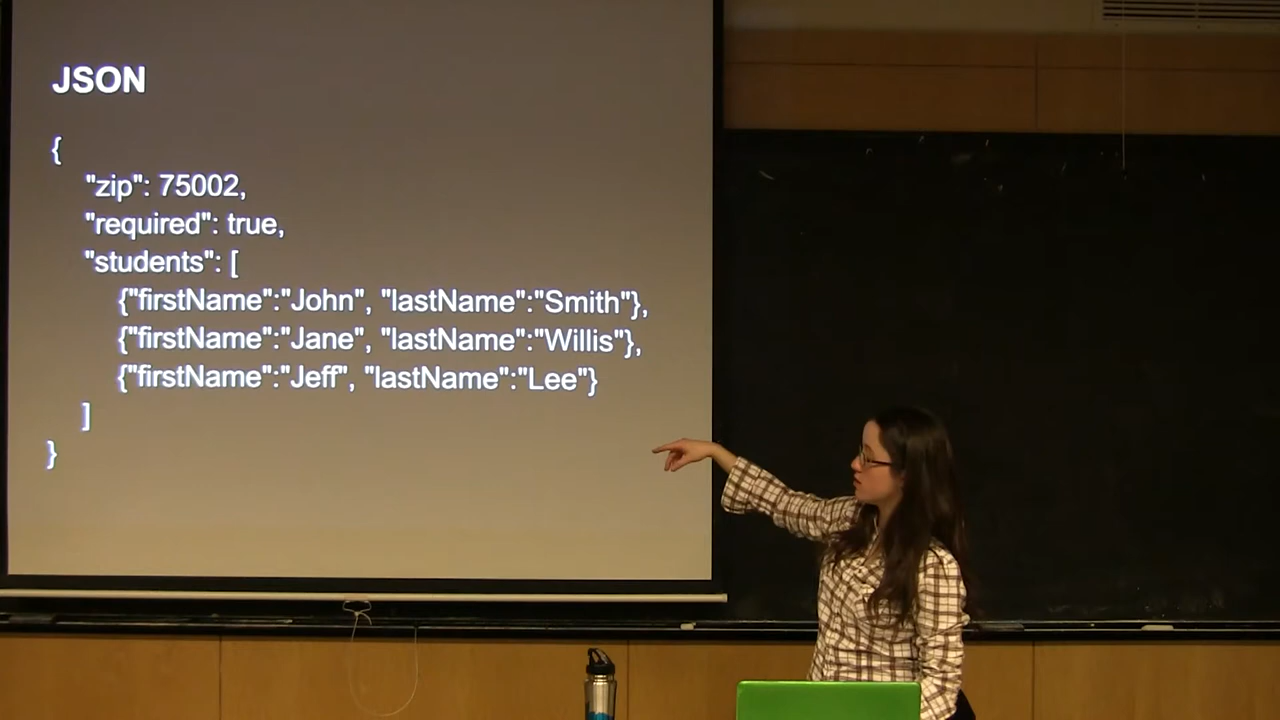 JSON
{
"zip": 75002,
"required": true,
"students": [
{"firstName":"John", "lastName":"Smith"},
{"firstName":"Jane", "lastName":"Willis"},
{"firstName":"Jeff", "lastName":"Lee"}
]
}